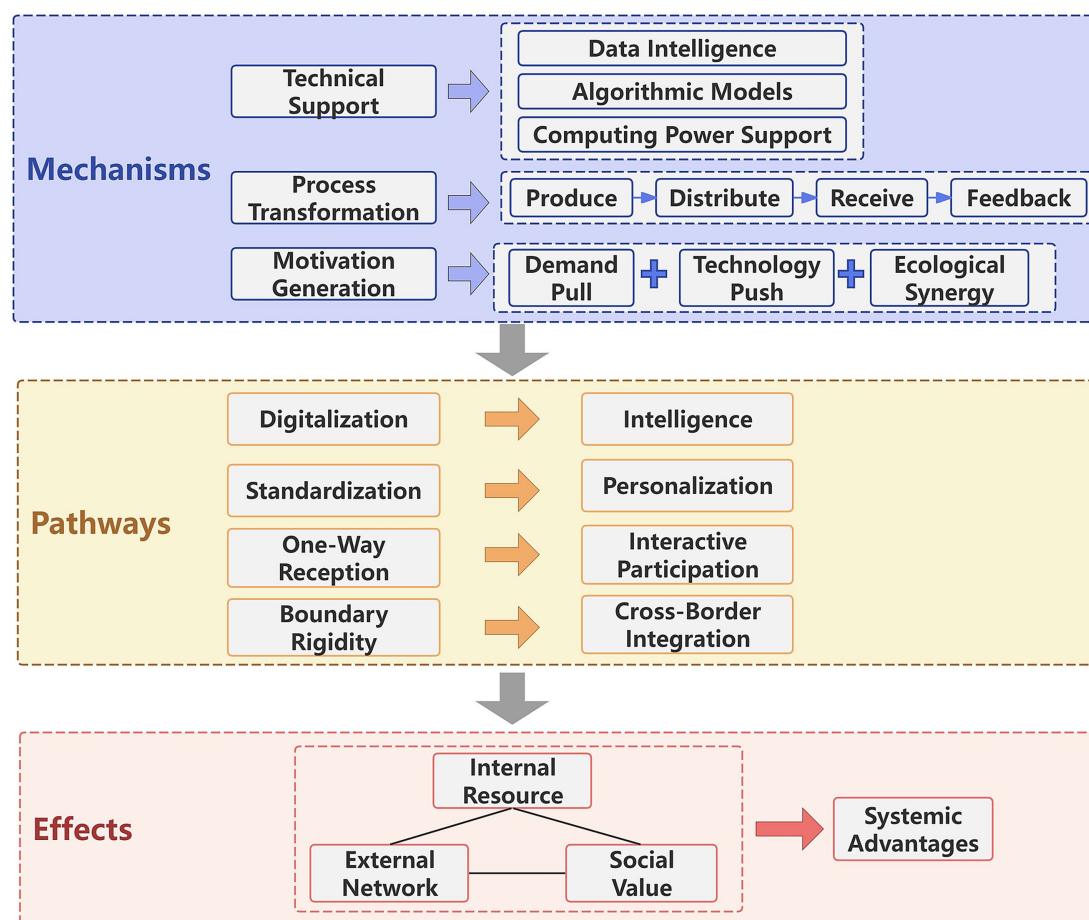 Mechanisms
Technical
Support
Data Intelligence
Algorithmic Models
Computing Power Support
Process
Transformation
Produce
Distribute
Receive
Feedback
Motivation
Generation
Demand
Pull
+
Technology
Push
+
Ecological
Synergy
Pathways
Digitalization
Intelligence
Standardization
Personalization
One-Way
Reception
Interactive
Participation
Boundary
Rigidity
Cross-Border
Integration
Effects
Internal
Resource
External
Network
Social
Value
Systemic
Advantages